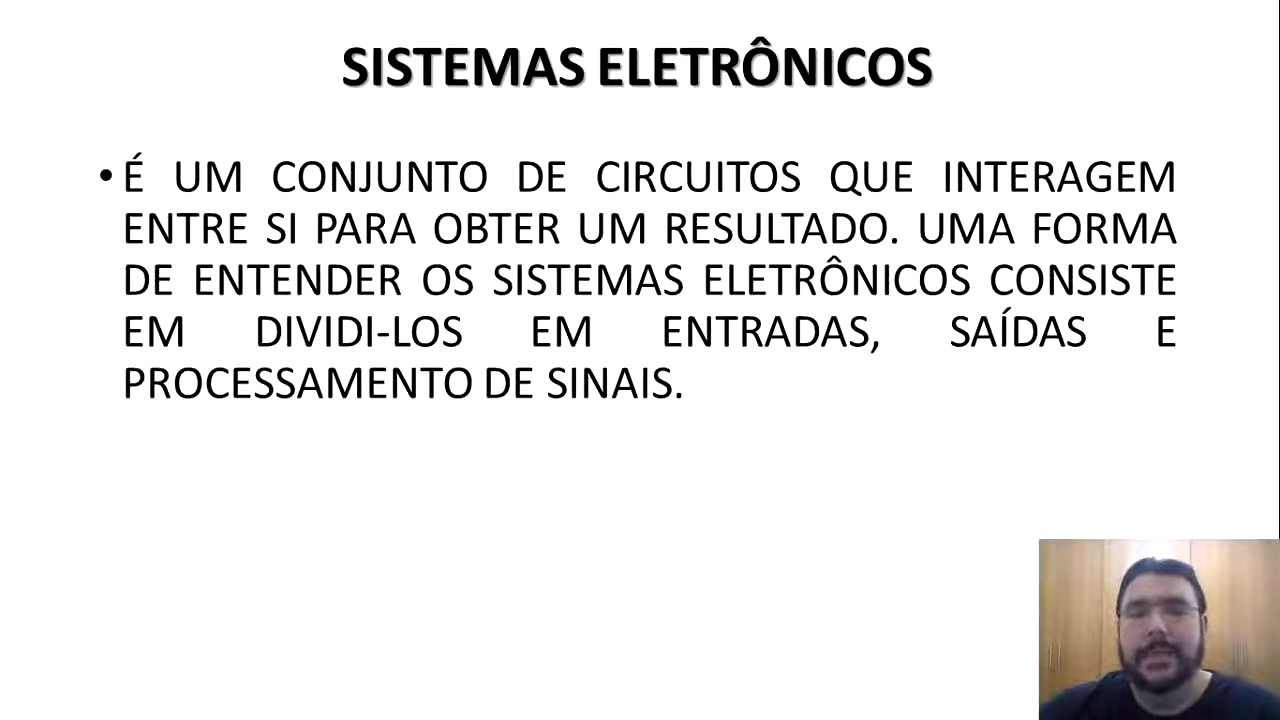 SISTEMAS ELETRÔNICOS
• É UM CONJUNTO DE CIRCUITOS QUE INTERAGEM
ENTRE SI PARA OBTER UM RESULTADO. UMA FORMA
DE ENTENDER OS SISTEMAS ELETRÔNICOS CONSISTE
EM DIVIDI-LOS EM ENTRADAS, SAÍDAS E
PROCESSAMENTO DE SINAIS.